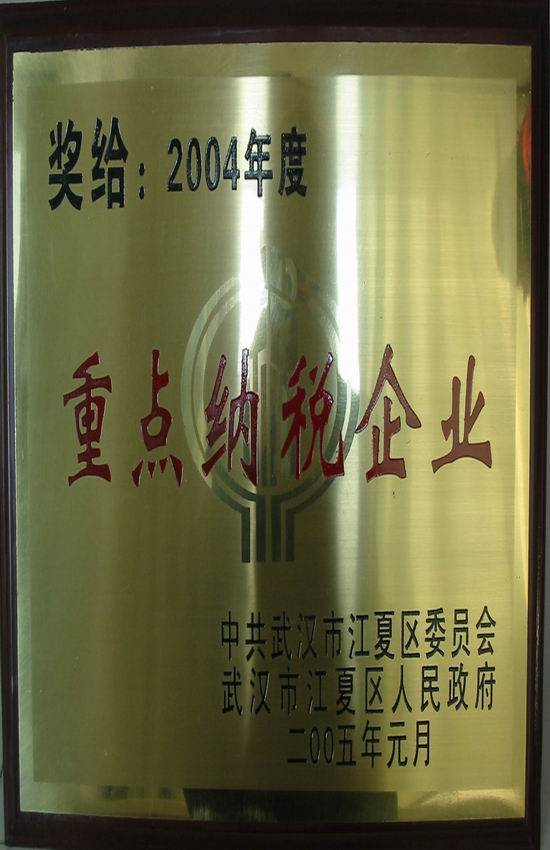 奖给：2004年度
重点纳税企业
中共武汉市江夏区委员会
武汉市江夏区人民政府
二00五年元月